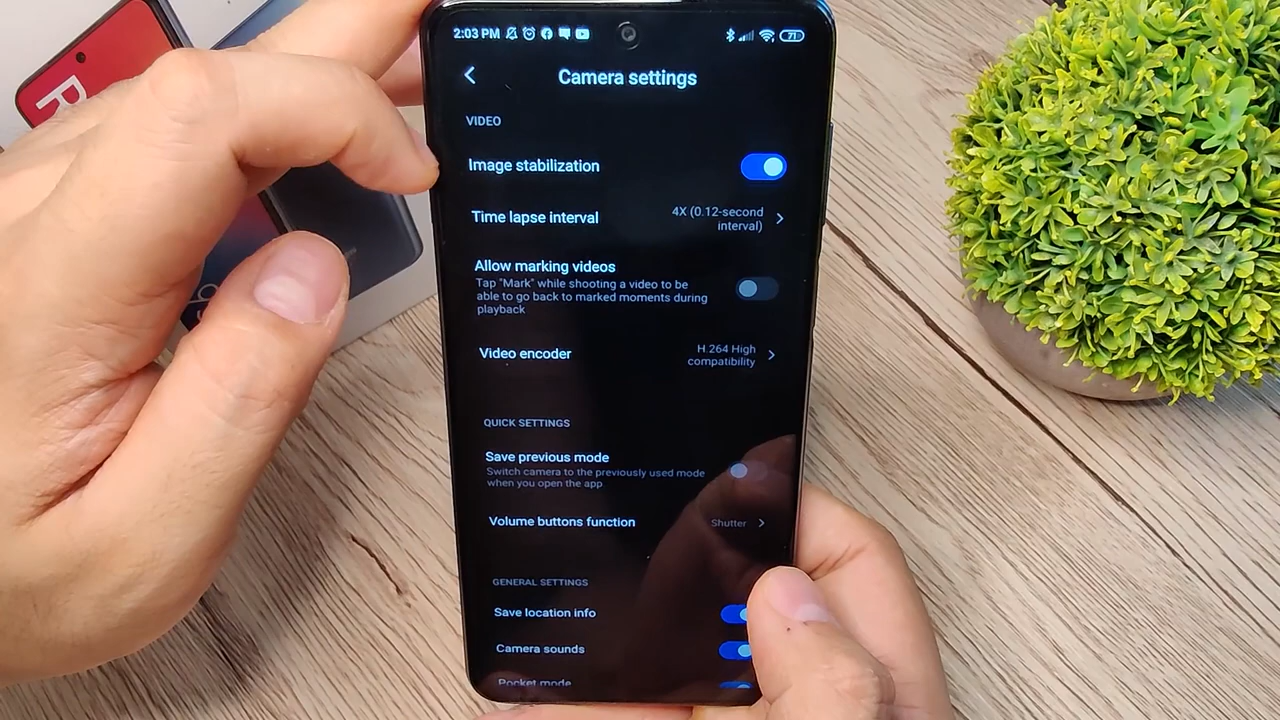 2:03 PM
71
Camera settings
VIDEO
Image stabilization
4X (0.12-second
interval)
Time lapse interval
Allow marking videos
Tap "Mark" while shooting a video to be
able to go back to marked moments during
playback
Video encoder
H.264 High
compatibility
QUICK SETTINGS
Save previous mode
Switch camera to the previously used mode
when you open the app
Volume buttons function
Shutter
GENERAL SETTINGS
Save location info
Camera sounds
Pocket mode